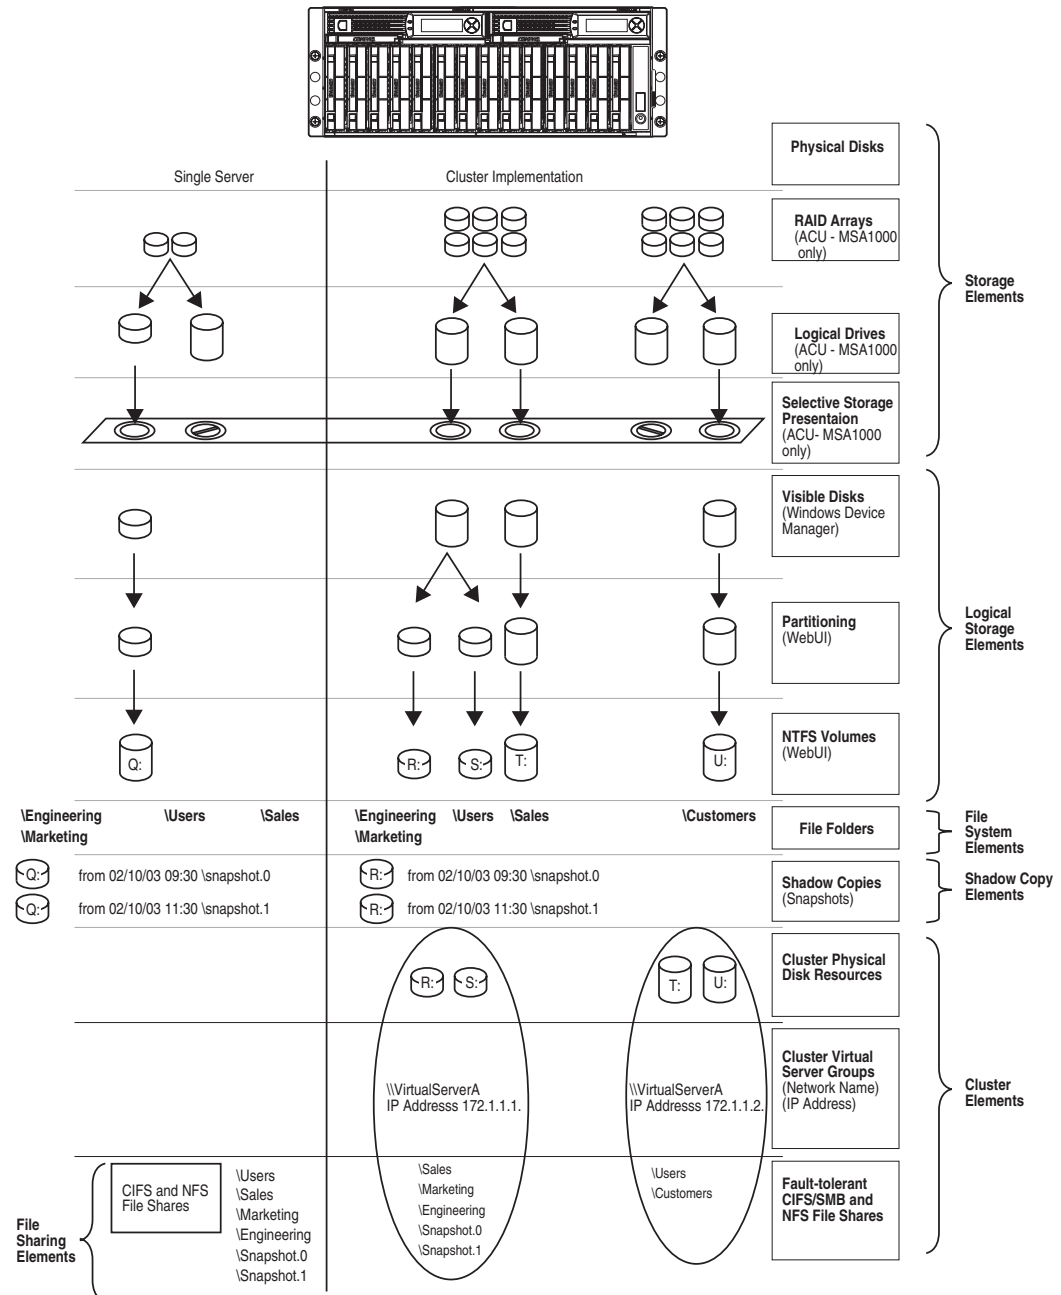 Physical Disks
Single Server
Cluster Implementation
RAID Arrays
(ACU - MSA1000
only)
Storage
Elements
Logical Drives
(ACU - MSA1000
only)
Selective Storage
Presentaion
(ACU- MSA1000
only)
Visible Disks
(Windows Device
Manager)
Partitioning
(WebUI)
Logical
Storage
Elements
NTFS Volumes
(WebUI)
Q:
R:
S:
T:
U:
\Engineering \Users \Sales
\Marketing
\Engineering \Users \Sales \Customers
\Marketing
File Folders
File
System
Elements
Q: from 02/10/03 09:30 \snapshot.0
R: from 02/10/03 09:30 \snapshot.0
Q: from 02/10/03 11:30 \snapshot.1
R: from 02/10/03 11:30 \snapshot.1
Shadow Copies
(Snapshots)
Shadow Copy
Elements
R: S:
T: U:
Cluster Physical
Disk Resources
\\VirtualServerA
IP Addresss 172.1.1.1.
\\VirtualServerA
IP Addresss 172.1.1.2.
Cluster Virtual
Server Groups
(Network Name)
(IP Address)
Cluster
Elements
File
Sharing
Elements
CIFS and NFS
File Shares
\Users
\Sales
\Marketing
\Engineering
\Snapshot.0
\Snapshot.1
\Sales
\Marketing
\Engineering
\Snapshot.0
\Snapshot.1
\Users
\Customers
Fault-tolerant
CIFS/SMB and
NFS File Shares